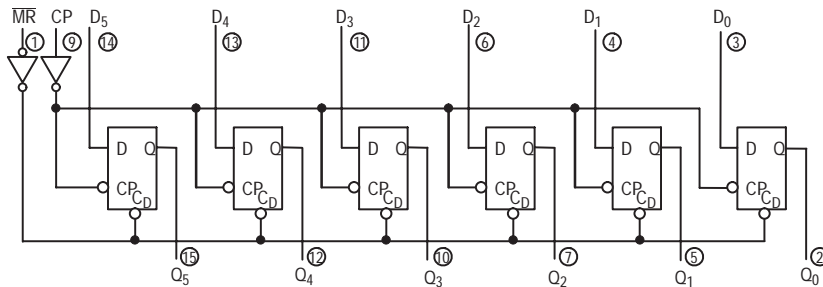 MR CP D5 D4 D3 D2 D1 D0
1 9 14 13 11 6 4 3
D Q D Q D Q D Q D Q D Q
CP CP CP CP CP CP
CD CD CD CD CD CD
15 12 10 7 5 2
Q5 Q4 Q3 Q2 Q1 Q0